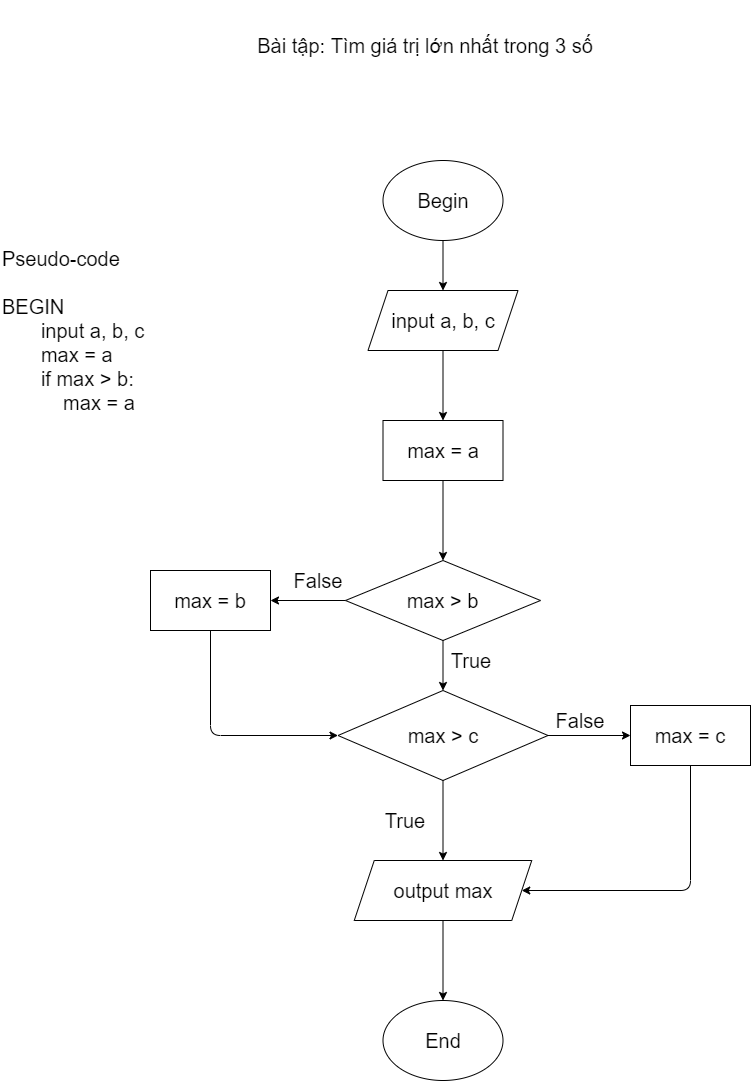 Bài tập: Tìm giá trị lớn nhất trong 3 số
Begin
Pseudo-code
BEGIN
input a, b, c
max = a
if max > b:
max = a
input a, b, c
max = a
max > b
False
max = b
True
max > c
False
max = c
True
output max
End